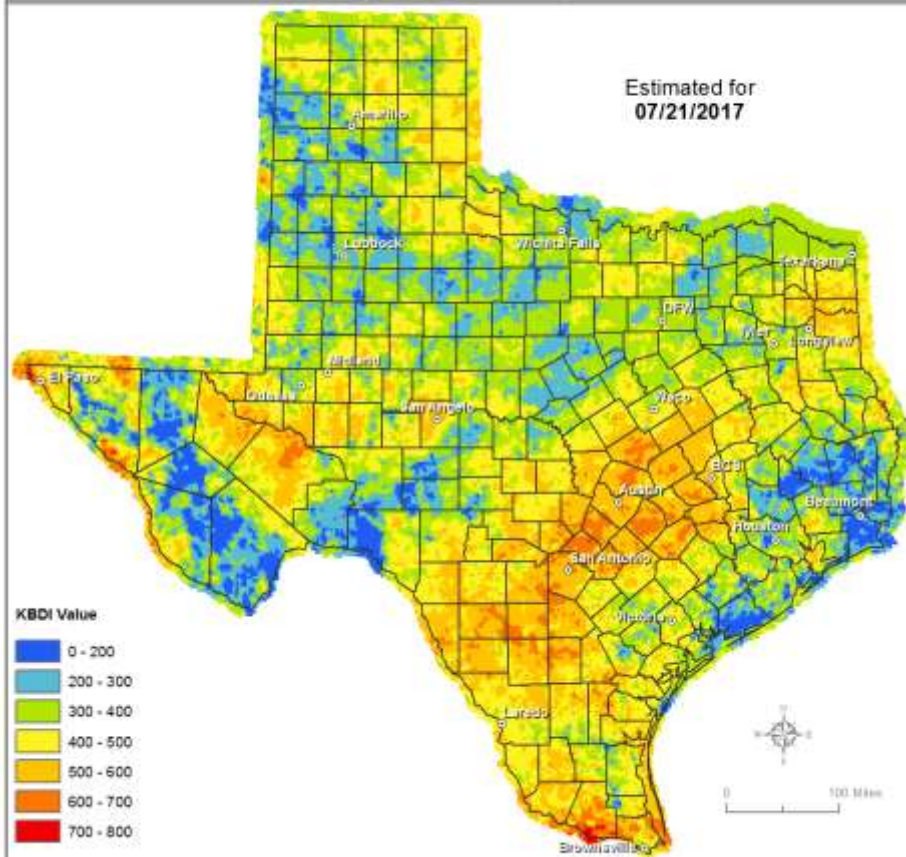 Estimated for
07/21/2017
Amarillo
Lubbock
Wichita Falls
Texarkana
DFW
Tyler
Longview
Midland
El Paso
Odessa
San Angelo
Waco
BCS
Austin
Beaumont
Houston
San Antonio
Victoria
Laredo
Brownsville
KBDI Value
0 - 200
200 - 300
300 - 400
400 - 500
500 - 600
600 - 700
700 - 800
0 100 Miles